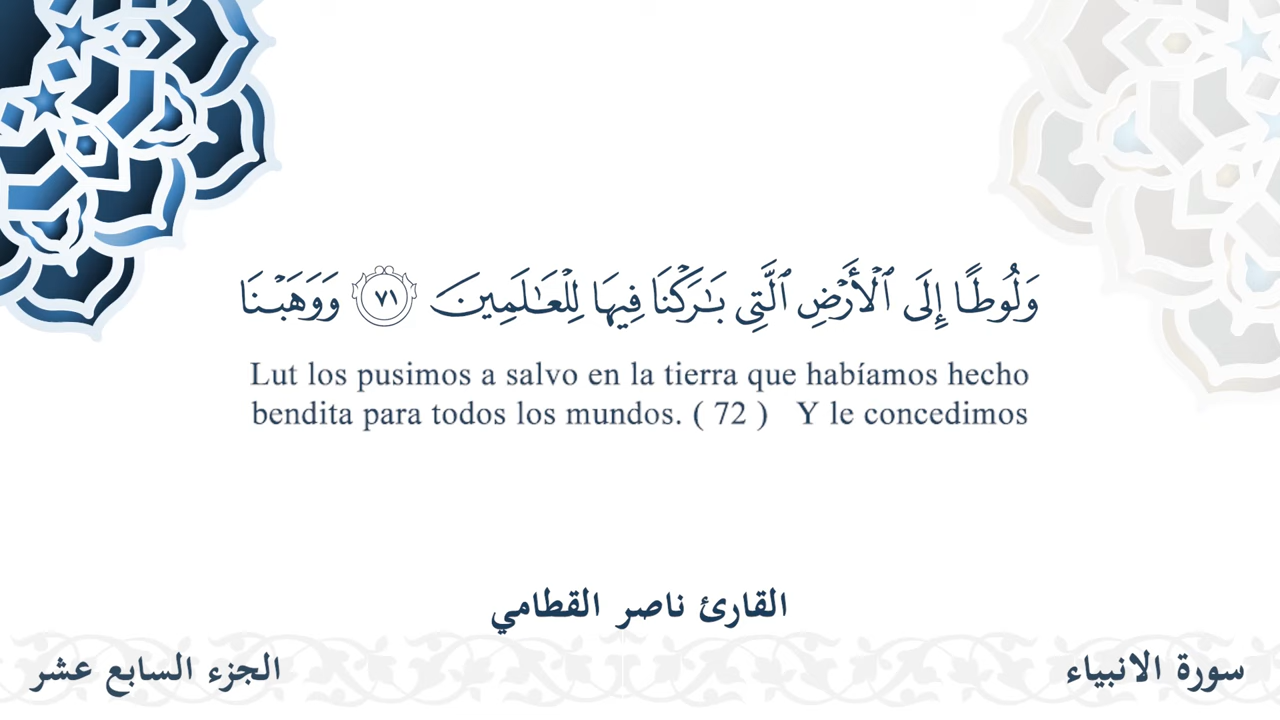 وَلُوطًا إِلَى ٱلْأَرْضِ ٱلَّتِي بَـٰرَكْنَا فِيهَا لِلْعَـٰلَمِينَ ٧١ وَوَهَبْنَا
Lut los pusimos a salvo en la tierra que habíamos hecho
bendita para todos los mundos. ( 72 ) Y le concedimos
القارئ ناصر القطامي
سورة الانبياء
الجزء السابع عشر